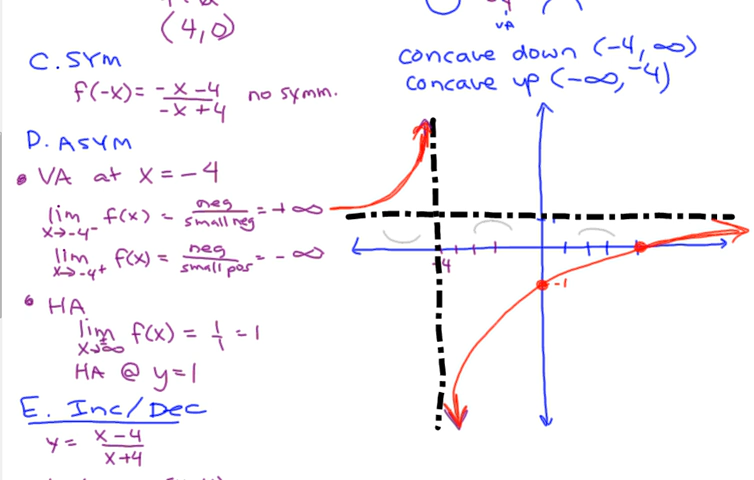 (4,0)
C. SYM
f(-x) = -x-4 / -x+4 no symm.
D. ASYM
• VA at x = -4
lim x→-4⁻ f(x) = neg / small neg = +∞
lim x→-4⁺ f(x) = neg / small pos = -∞
• HA
lim x→±∞ f(x) = 1/1 = 1
HA @ y=1
E. Inc/Dec
y = x-4 / x+4
VA
concave down (-4, ∞)
concave up (-∞, -4)
-4
-1